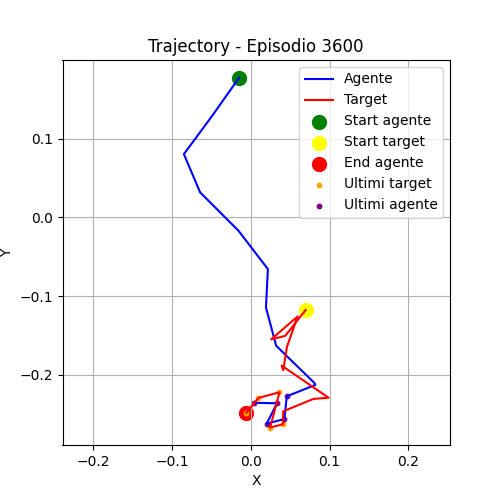 Trajectory - Episodio 3600
Agente
Target
Start agente
Start target
End agente
Ultimi target
Ultimi agente
0.1
0.0
−0.1
−0.2
Y
−0.2
−0.1
0.0
0.1
0.2
X